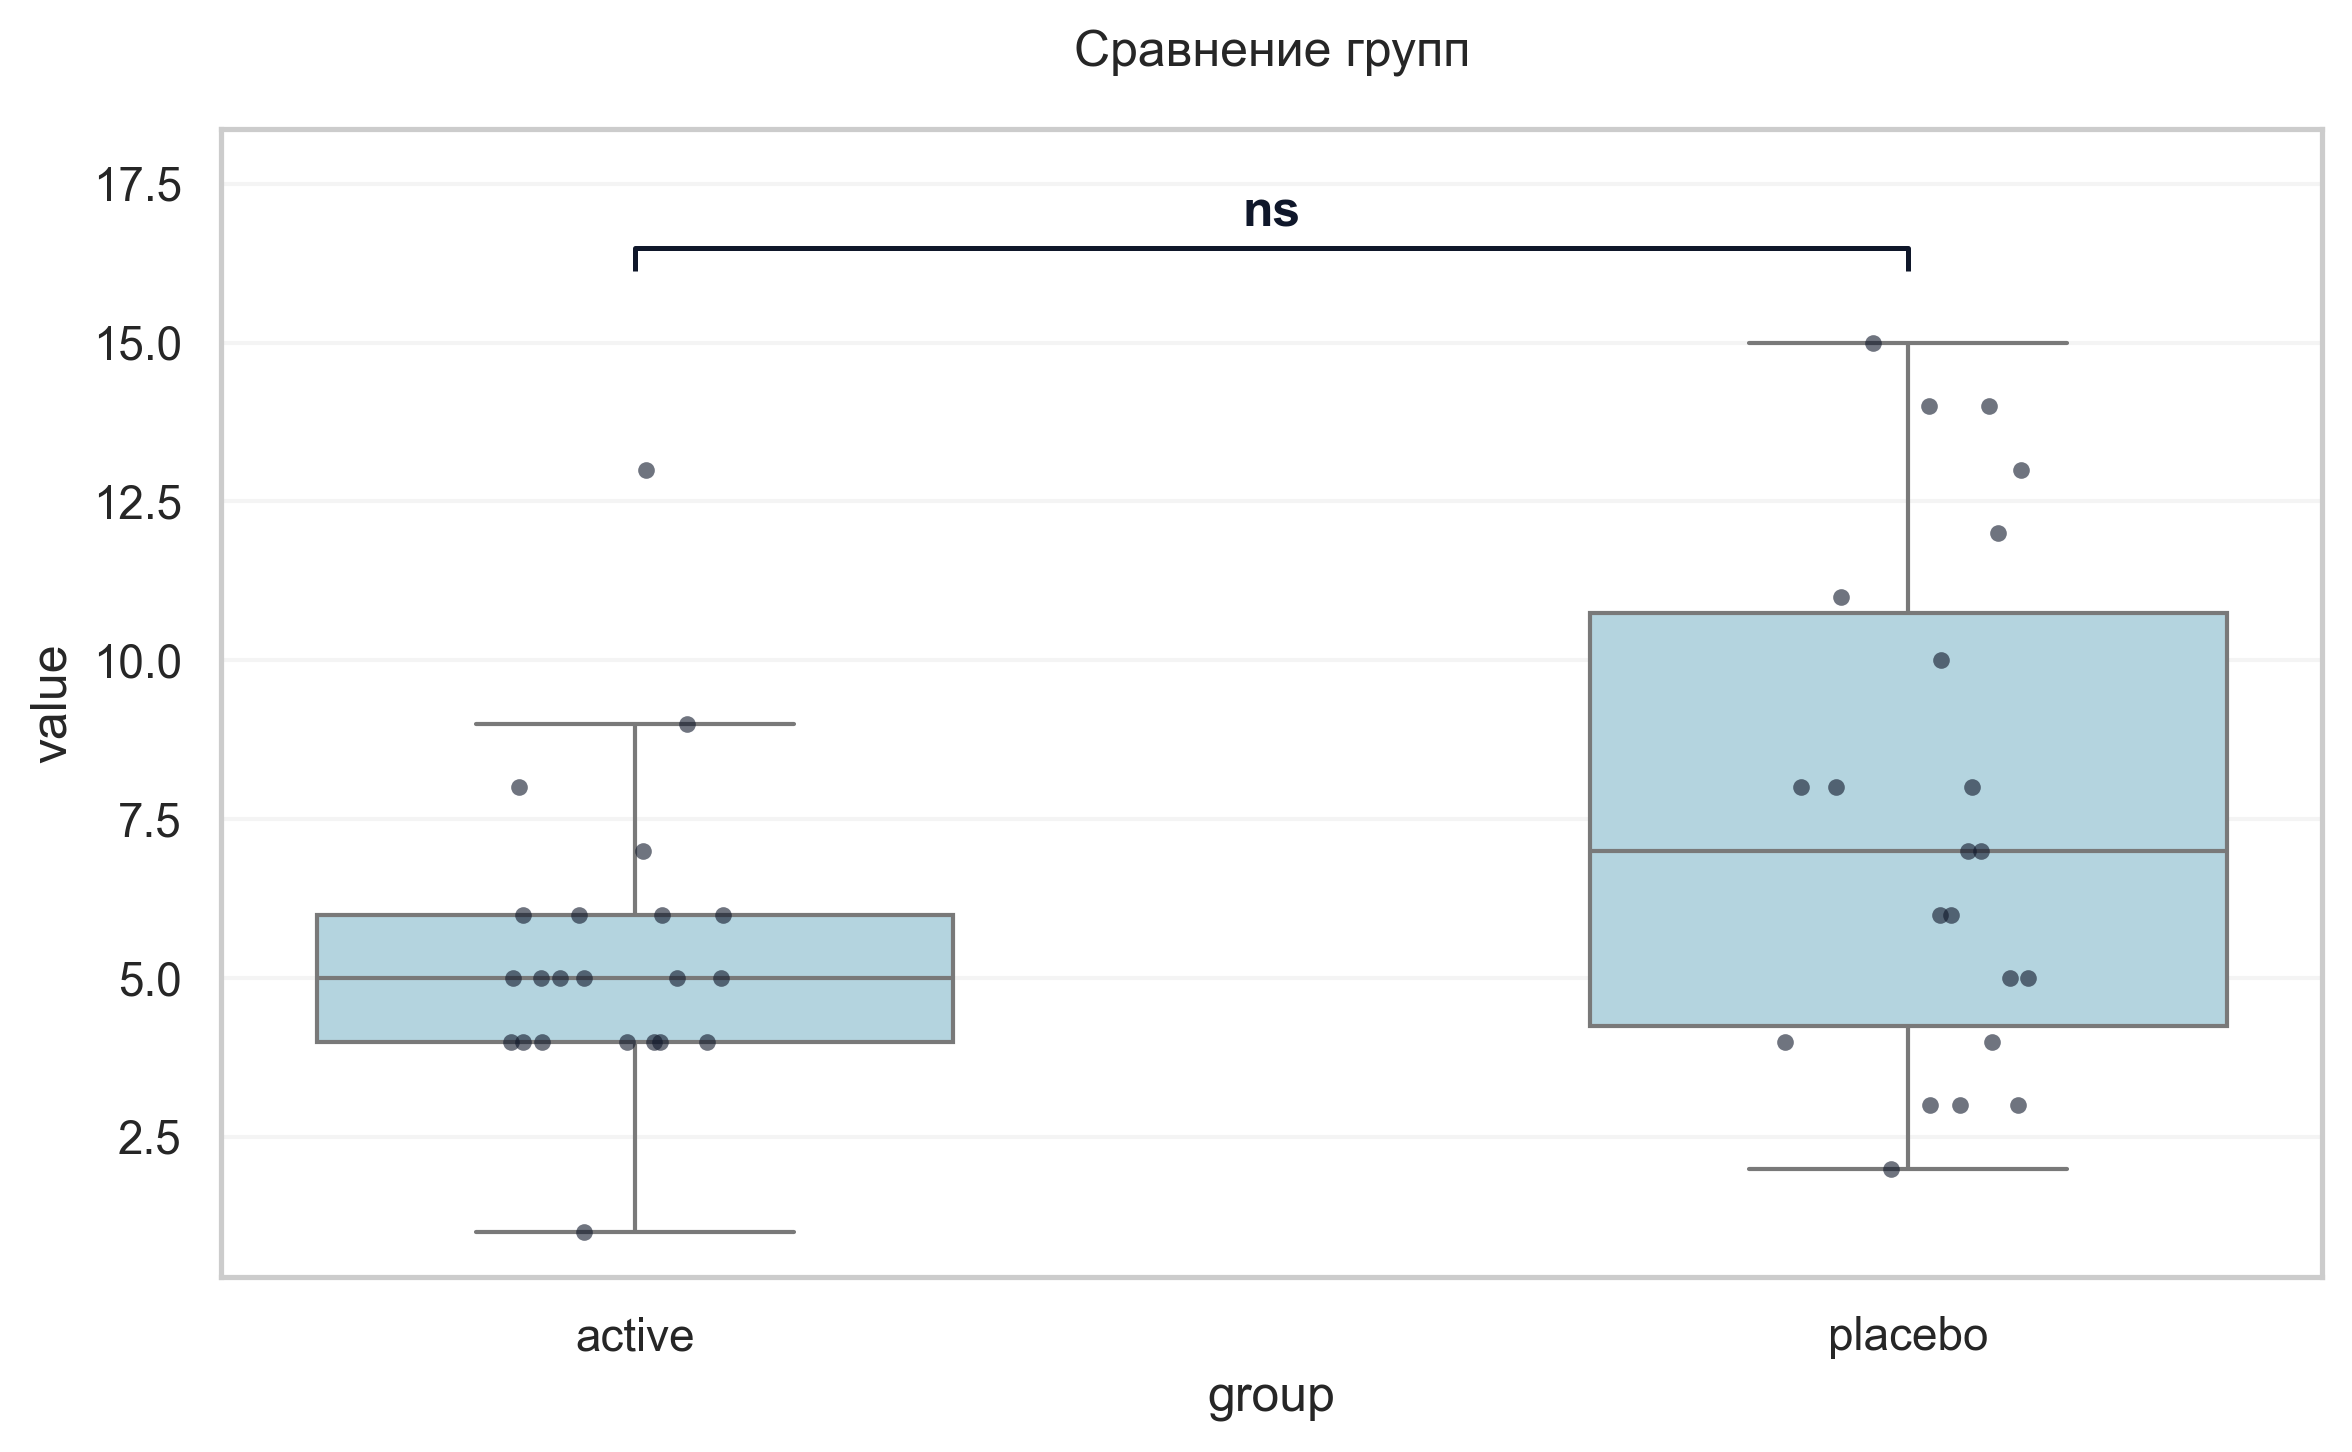 Сравнение групп
17.5
ns
15.0
12.5
10.0
value
7.5
5.0
2.5
active
placebo
group